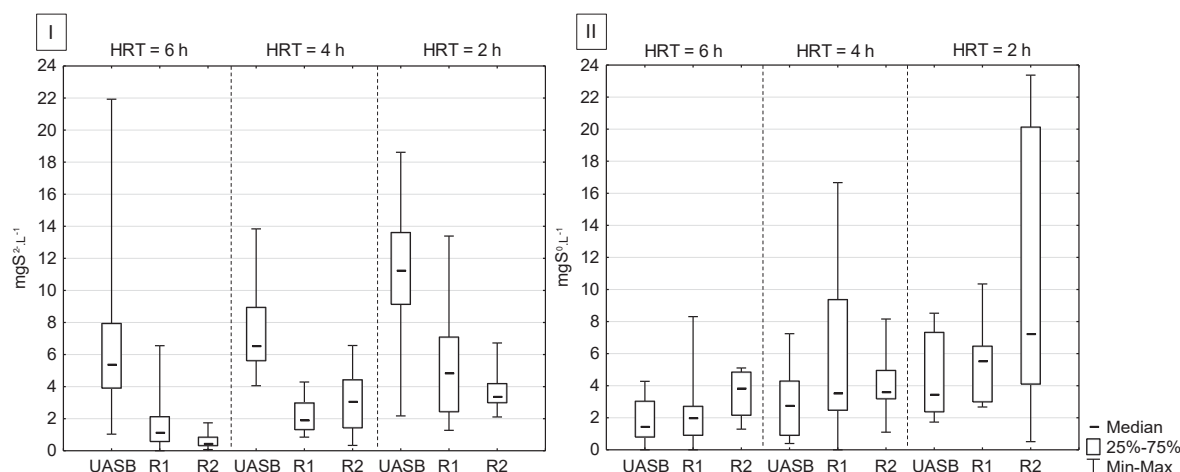 I
HRT = 6 h HRT = 4 h HRT = 2 h
24
22
20
18
16
14
12
10
8
6
4
2
0
mgS²⁻.L⁻¹
UASB R1 R2 UASB R1 R2 UASB R1 R2
II
HRT = 6 h HRT = 4 h HRT = 2 h
24
22
20
18
16
14
12
10
8
6
4
2
0
mgS⁰.L⁻¹
UASB R1 R2 UASB R1 R2 UASB R1 R2
Median
25%-75%
Min-Max